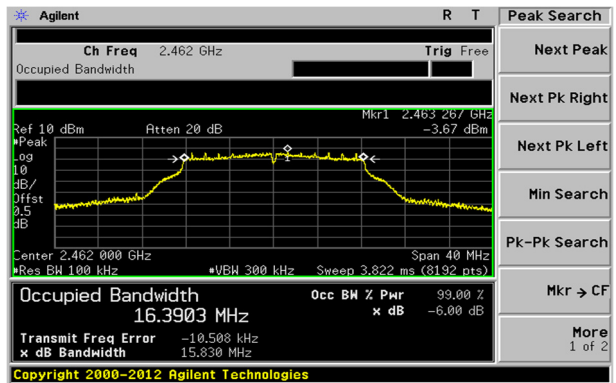 Agilent R T Peak Search
Ch Freq 2.462 GHz Trig Free
Occupied Bandwidth
Next Peak
Next Pk Right
Next Pk Left
Min Search
Pk-Pk Search
Mkr → CF
More
1 of 2
Mkr1 2.463 267 GHz
Ref 10 dBm Atten 20 dB -3.67 dBm
#Peak
Log
10
dB/
Offst
0.5
dB
1
Center 2.462 000 GHz Span 40 MHz
#Res BW 100 kHz #VBW 300 kHz Sweep 3.822 ms (8192 pts)
Occupied Bandwidth Occ BW % Pwr 99.00 %
16.3903 MHz x dB -6.00 dB
Transmit Freq Error -10.508 kHz
x dB Bandwidth 15.830 MHz
Copyright 2000-2012 Agilent Technologies